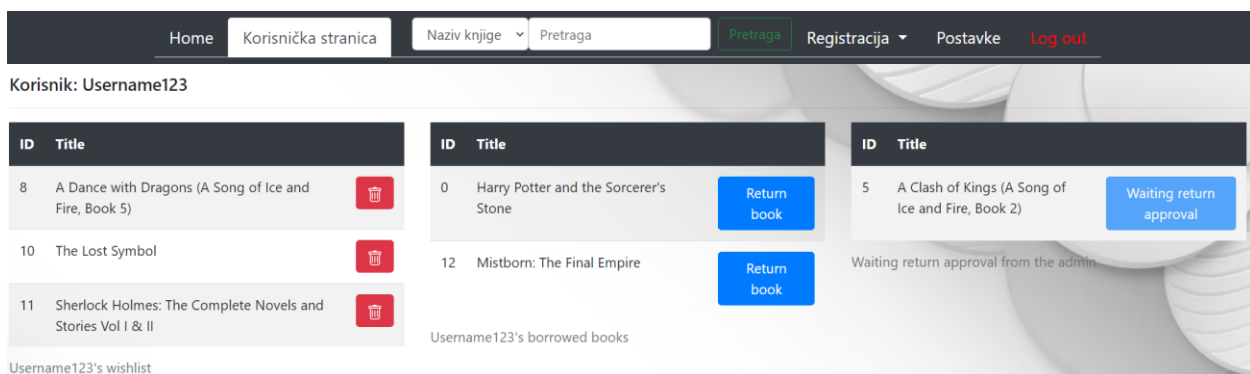 Home Korisnička stranica Naziv knjige Pretraga Pretraga Registracija Postavke Log out
Korisnik: Username123
ID Title
8 A Dance with Dragons (A Song of Ice and
Fire, Book 5)
10 The Lost Symbol
11 Sherlock Holmes: The Complete Novels and
Stories Vol I & II
Username123's wishlist
ID Title
0 Harry Potter and the Sorcerer's
Stone
Return
book
12 Mistborn: The Final Empire
Return
book
Username123's borrowed books
ID Title
5 A Clash of Kings (A Song of
Ice and Fire, Book 2)
Waiting return
approval
Waiting return approval from the admin